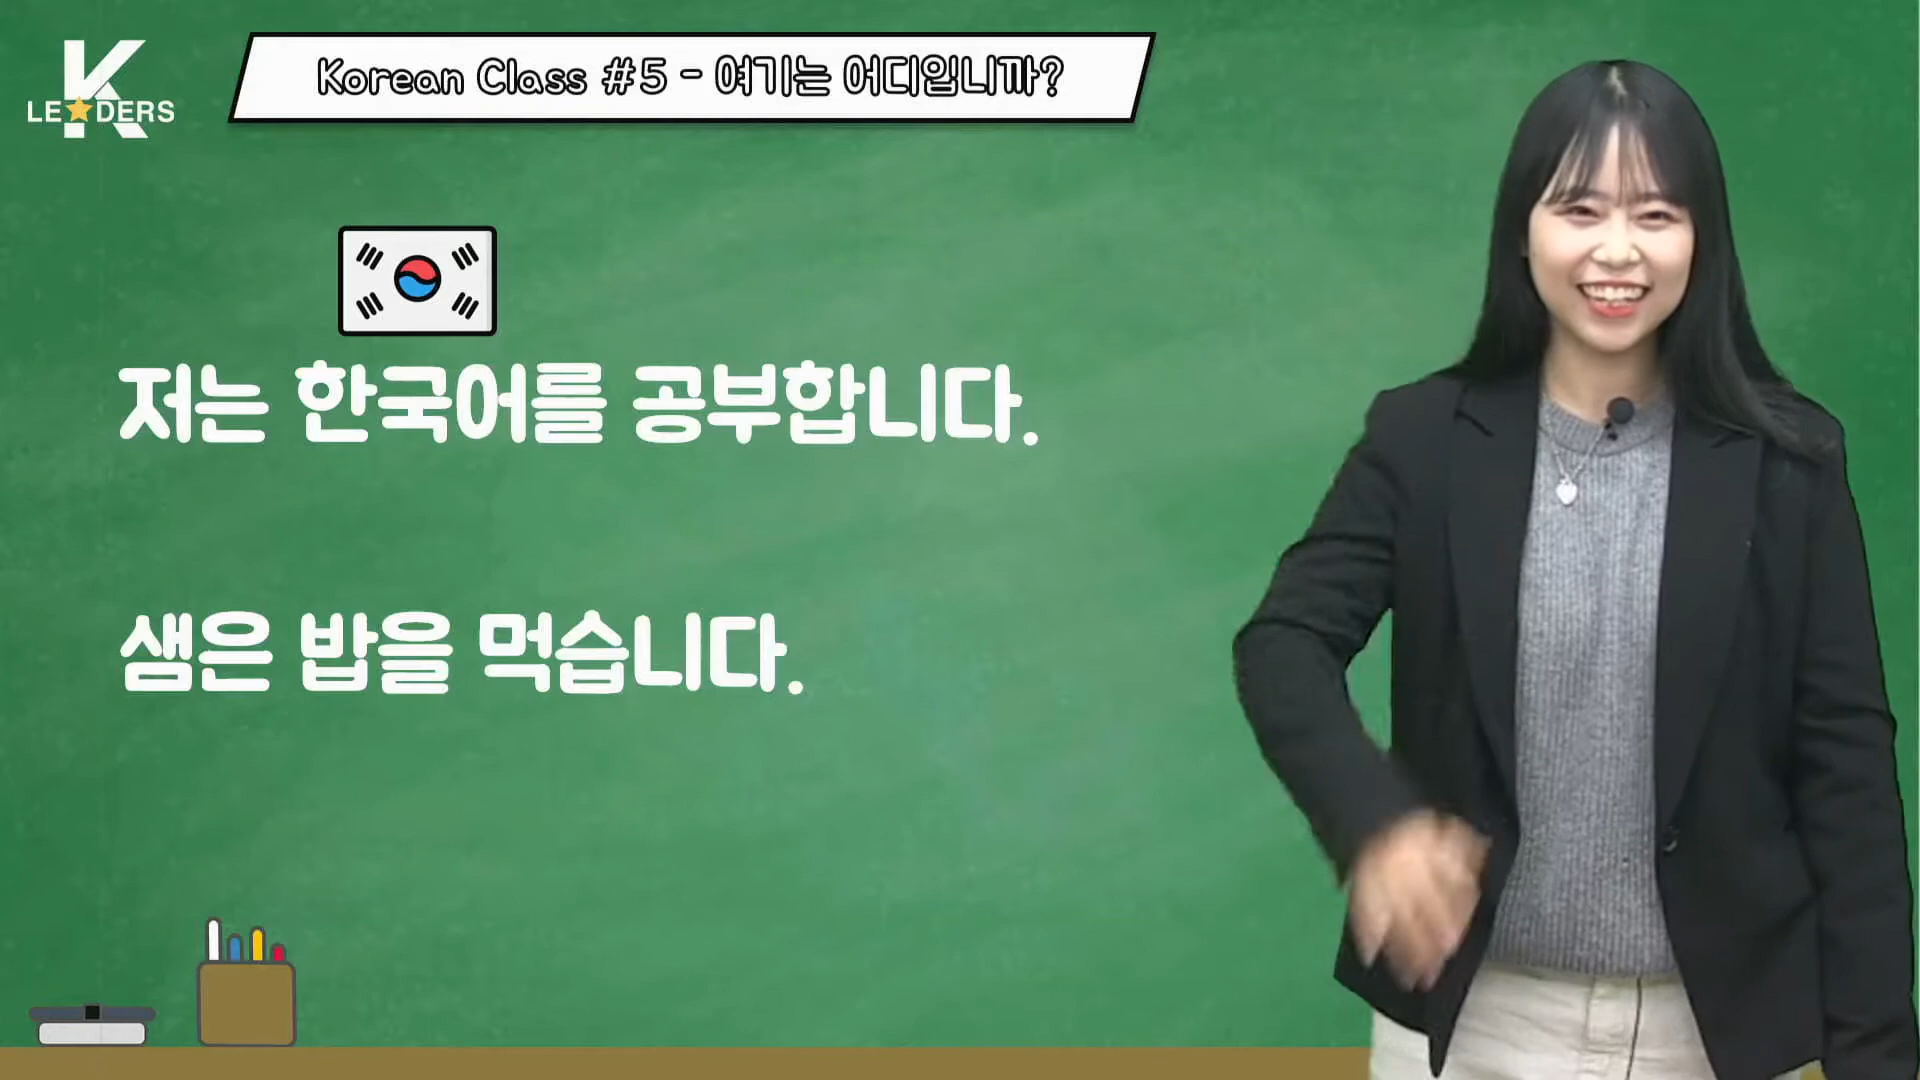 K
LEADERS
Korean Class #5 - 여기는 어디입니까?
저는 한국어를 공부합니다.
샘은 밥을 먹습니다.